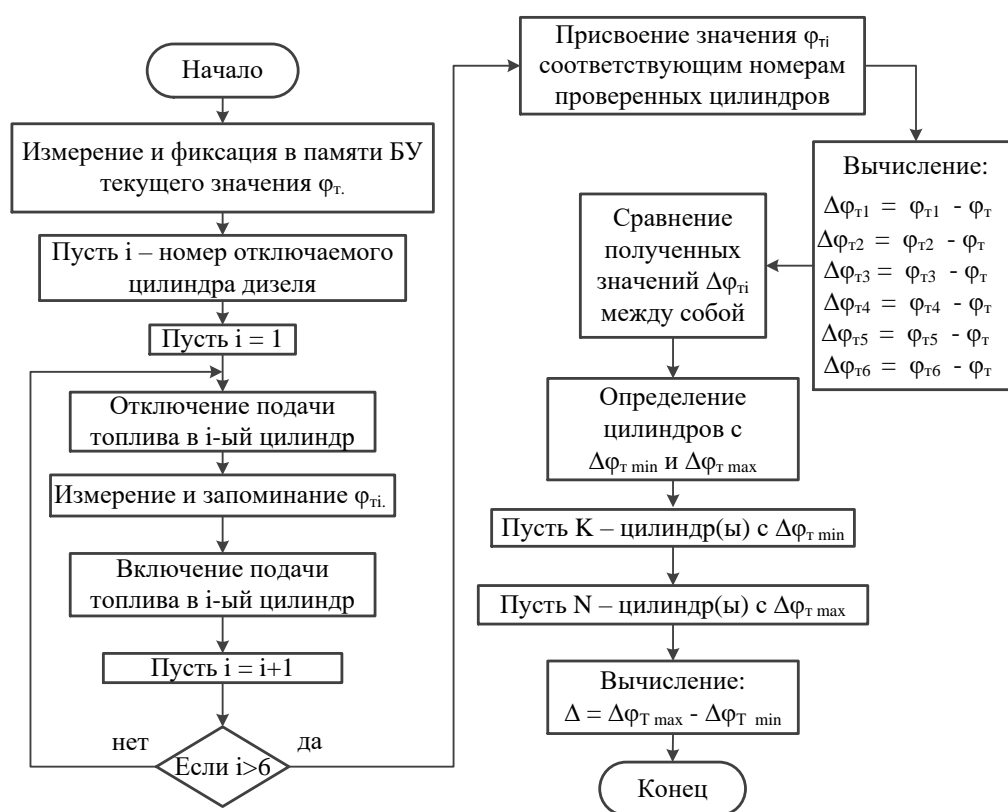 Начало
Измерение и фиксация в памяти БУ
текущего значения φт.
Пусть i – номер отключаемого
цилиндра дизеля
Пусть i = 1
Отключение подачи
топлива в i-ый цилиндр
Измерение и запоминание φтi.
Включение подачи
топлива в i-ый цилиндр
Пусть i = i+1
нет
да
Если i>6
Присвоение значения φтi
соответствующим номерам
проверенных цилиндров
Вычисление:
Δφт1 = φт1 - φт
Δφт2 = φт2 - φт
Δφт3 = φт3 - φт
Δφт4 = φт4 - φт
Δφт5 = φт5 - φт
Δφт6 = φт6 - φт
Сравнение
полученных
значений Δφтi
между собой
Определение
цилиндров с
Δφт min и Δφт max
Пусть K – цилиндр(ы) с Δφт min
Пусть N – цилиндр(ы) с Δφт max
Вычисление:
Δ = ΔφT max - ΔφT min
Конец